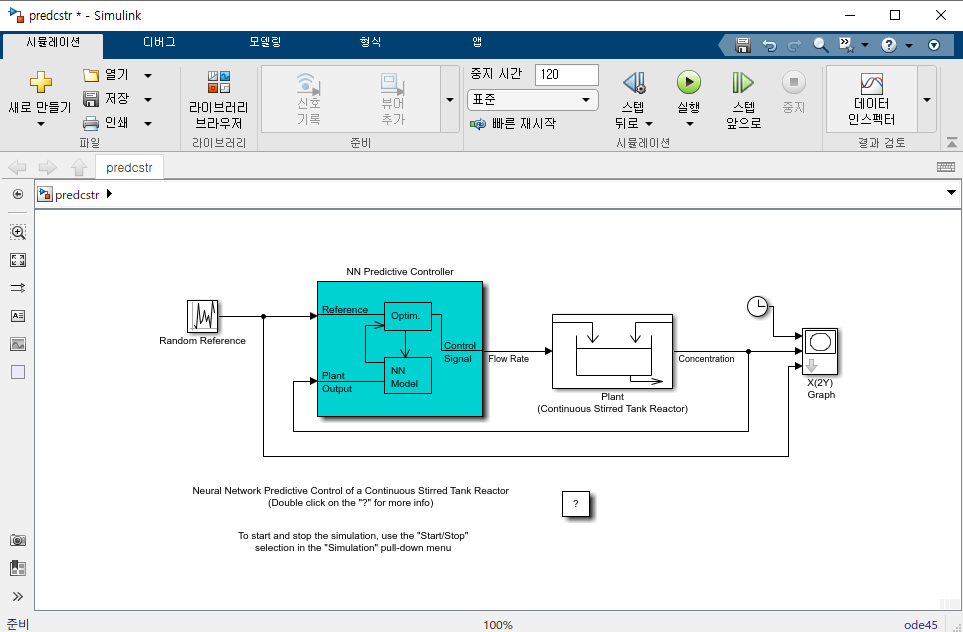 predcstr * - Simulink
시뮬레이션
디버그
모델링
형식
앱
새로 만들기
열기
저장
인쇄
파일
라이브러리
브라우저
라이브러리
신호
기록
뷰어
추가
준비
중지 시간 120
표준
빠른 재시작
스텝
뒤로
실행
스텝
앞으로
중지
시뮬레이션
데이터
인스펙터
결과 검토
predcstr
predcstr
NN Predictive Controller
Random Reference
Reference
Optim.
Control
Signal
Plant
Output
NN
Model
Flow Rate
Concentration
Plant
(Continuous Stirred Tank Reactor)
X(2Y)
Graph
Neural Network Predictive Control of a Continuous Stirred Tank Reactor
(Double click on the "?" for more info)
?
To start and stop the simulation, use the "Start/Stop"
selection in the "Simulation" pull-down menu
준비
100%
ode45